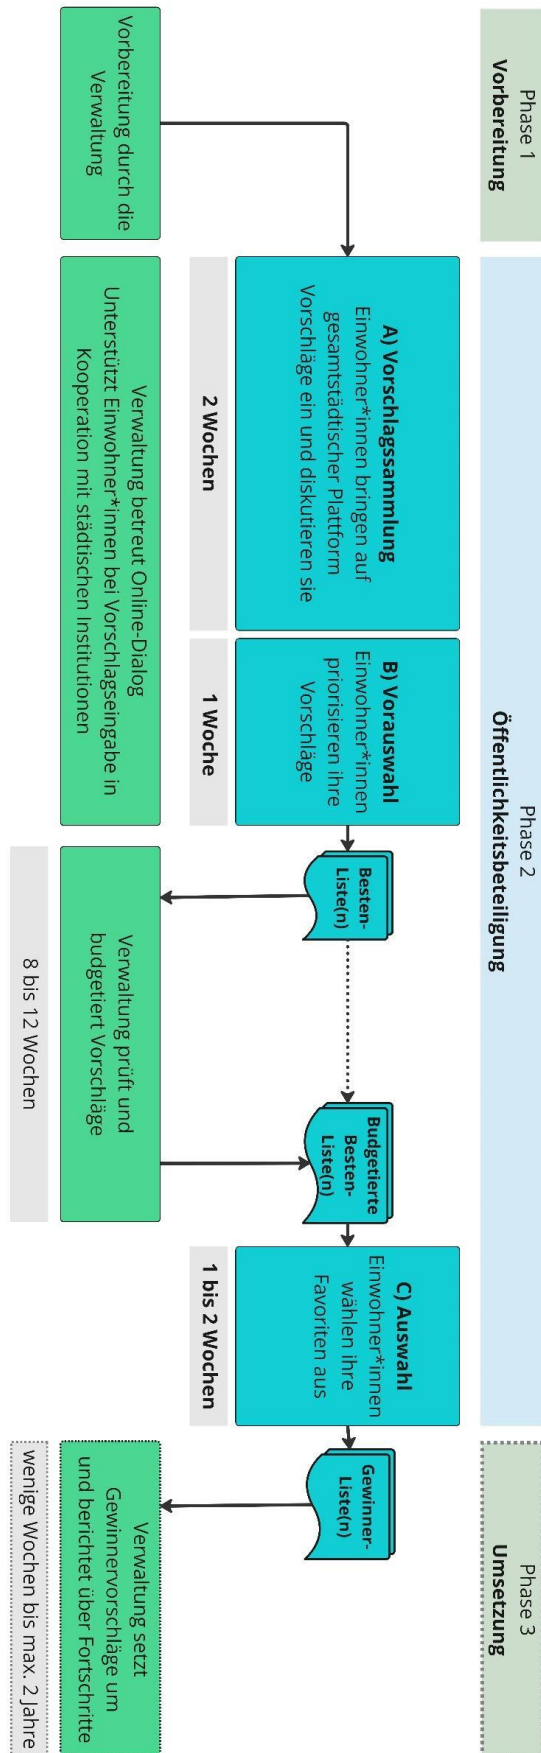 Phase 1
Vorbereitung
Phase 2
Öffentlichkeitsbeteiligung
Phase 3
Umsetzung
A) Vorschlagssammlung
Einwohner*innen bringen auf
gesamtstädtischer Plattform
Vorschläge ein und diskutieren sie
2 Wochen
B) Vorauswahl
Einwohner*innen
priorisieren ihre
Vorschläge
1 Woche
Besten-
Liste(n)
Budgetierte
Besten-
Liste(n)
C) Auswahl
Einwohner*innen
wählen ihre
Favoriten aus
1 bis 2 Wochen
Gewinner-
Liste(n)
Vorbereitung durch die
Verwaltung
Verwaltung betreut Online-Dialog
Unterstützt Einwohner*innen bei Vorschlagseingabe in
Kooperation mit städtischen Institutionen
Verwaltung prüft und
budgetiert Vorschläge
8 bis 12 Wochen
Verwaltung setzt
Gewinnervorschläge um
und berichtet über Fortschritte
wenige Wochen bis max. 2 Jahre